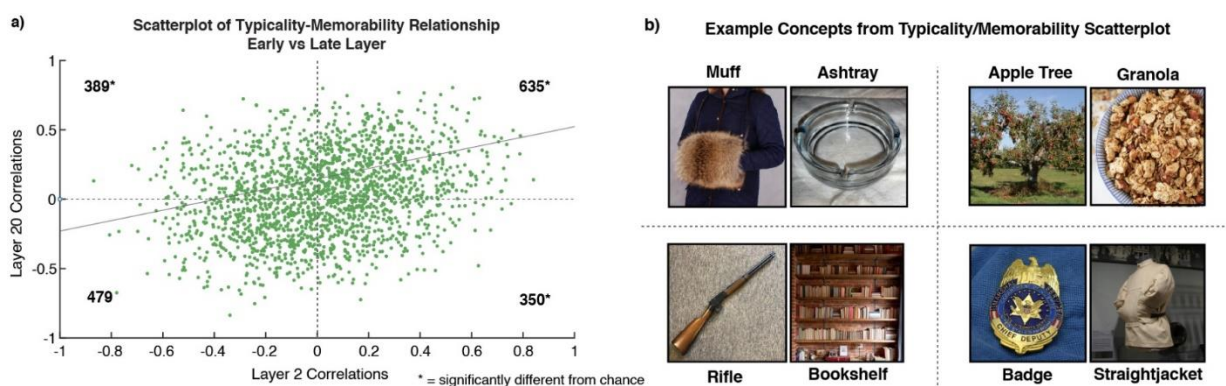 a)
Scatterplot of Typicality-Memorability Relationship
Early vs Late Layer
1
0.5
0
-0.5
-1
Layer 20 Correlations
389*
635*
479
350*
-1
-0.8
-0.6
-0.4
-0.2
0
0.2
0.4
0.6
0.8
1
Layer 2 Correlations
* = significantly different from chance
b)
Example Concepts from Typicality/Memorability Scatterplot
Muff
Ashtray
Apple Tree
Granola
CHIEF DEPUTY
Rifle
Bookshelf
Badge
Straightjacket